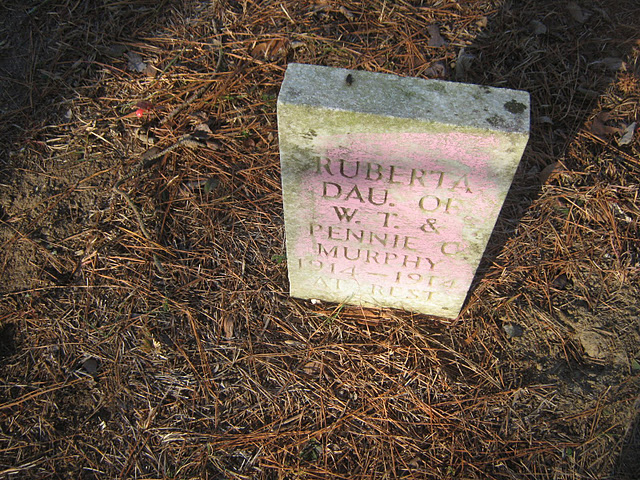 RUBERTA
DAU. OF
W. T. &
PENNIE C.
MURPHY
1914 — 1914
AT REST